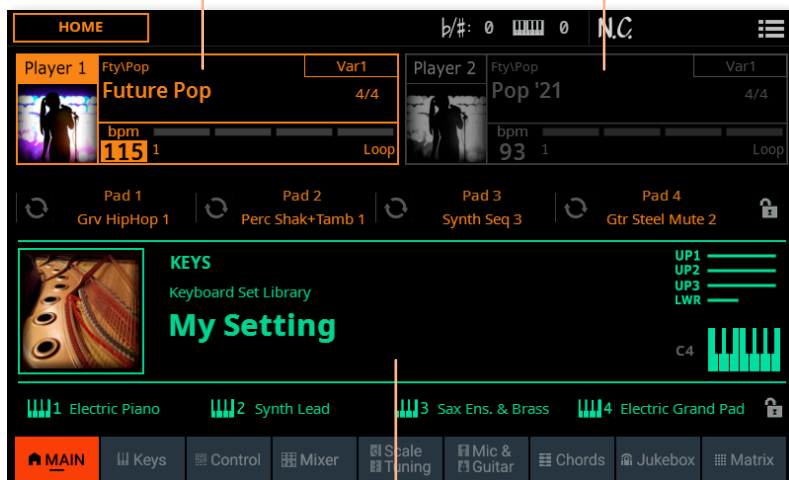 HOME
b/#: 0 0 N.C.
Player 1 Fty\Pop Var1
Future Pop 4/4
bpm
115 1 Loop
Player 2 Fty\Pop Var1
Pop '21 4/4
bpm
93 1 Loop
Pad 1
Grv HipHop 1
Pad 2
Perc Shak+Tamb 1
Pad 3
Synth Seq 3
Pad 4
Gtr Steel Mute 2
KEYS
Keyboard Set Library
My Setting
UP1
UP2
UP3
LWR
C4
1 Electric Piano
2 Synth Lead
3 Sax Ens. & Brass
4 Electric Grand Pad
MAIN
Keys
Control
Mixer
Scale
Tuning
Mic &
Guitar
Chords
Jukebox
Matrix